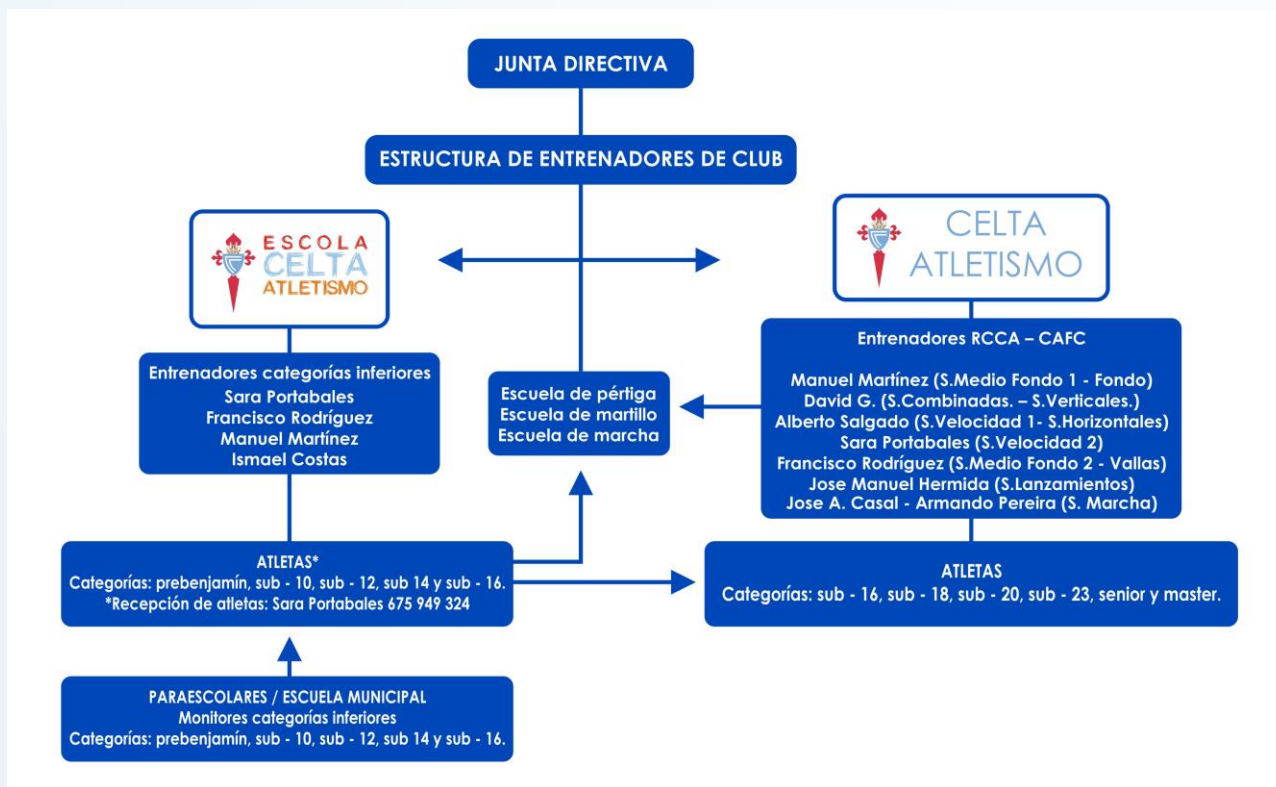 JUNTA DIRECTIVA
ESTRUCTURA DE ENTRENADORES DE CLUB
ESCOLA
CELTA
ATLETISMO
CELTA
ATLETISMO
Entrenadores categorías inferiores
Sara Portabales
Francisco Rodríguez
Manuel Martínez
Ismael Costas
Escuela de pértiga
Escuela de martillo
Escuela de marcha
Entrenadores RCCA – CAFC
Manuel Martínez (S.Medio Fondo 1 - Fondo)
David G. (S.Combinadas. – S.Verticales.)
Alberto Salgado (S.Velocidad 1- S.Horizontales)
Sara Portabales (S.Velocidad 2)
Francisco Rodríguez (S.Medio Fondo 2 - Vallas)
Jose Manuel Hermida (S.Lanzamientos)
Jose A. Casal - Armando Pereira (S. Marcha)
ATLETAS*
Categorías: prebenjamín, sub - 10, sub - 12, sub 14 y sub - 16.
*Recepción de atletas: Sara Portabales 675 949 324
ATLETAS
Categorías: sub - 16, sub - 18, sub - 20, sub - 23, senior y master.
PARAESCOLARES / ESCUELA MUNICIPAL
Monitores categorías inferiores
Categorías: prebenjamín, sub - 10, sub - 12, sub 14 y sub - 16.